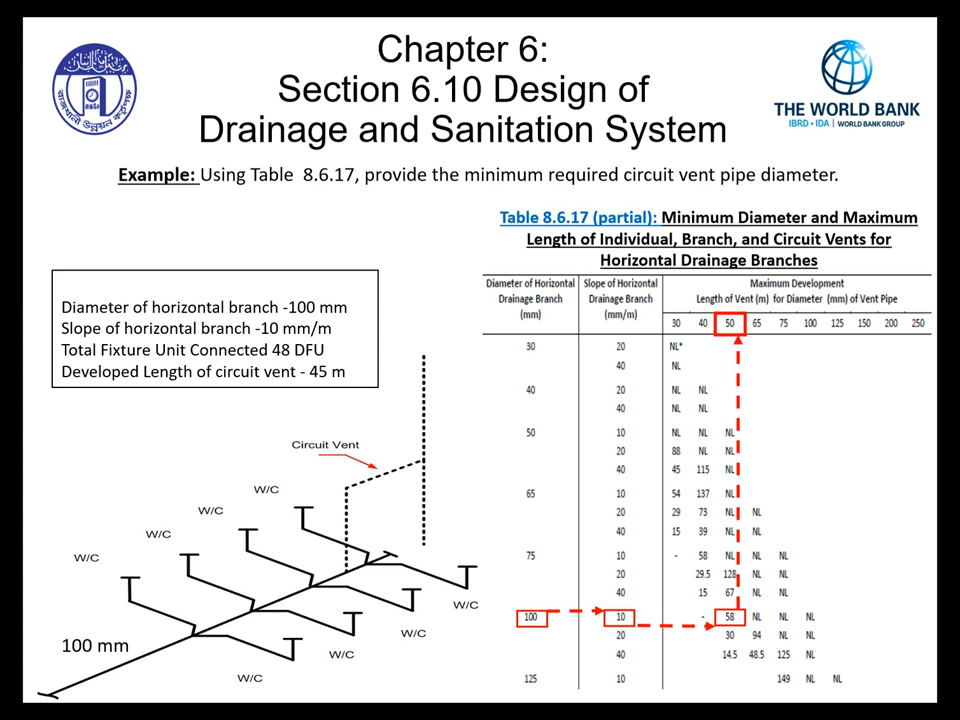 Chapter 6:
Section 6.10 Design of
Drainage and Sanitation System
THE WORLD BANK
IBRD • IDA | WORLD BANK GROUP
Example: Using Table 8.6.17, provide the minimum required circuit vent pipe diameter.
Table 8.6.17 (partial): Minimum Diameter and Maximum
Length of Individual, Branch, and Circuit Vents for
Horizontal Drainage Branches
Diameter of horizontal branch -100 mm
Slope of horizontal branch -10 mm/m
Total Fixture Unit Connected 48 DFU
Developed Length of circuit vent - 45 m
Circuit Vent
W/C
W/C
W/C
W/C
W/C
W/C
W/C
W/C
100 mm
Diameter of Horizontal Drainage Branch (mm)
Slope of Horizontal Drainage Branch (mm/m)
Maximum Development
Length of Vent (m) for Diameter (mm) of Vent Pipe
30 40 50 65 75 100 125 150 200 250
30 20 NL*
40 NL
40 20 NL NL
40 NL NL
50 10 NL NL NL
20 88 NL NL
40 45 115 NL
65 10 54 137 NL
20 29 73 NL NL
40 15 39 NL NL
75 10 - 58 NL NL NL
20 29.5 128 NL NL
40 15 67 NL NL
100 10 - 58 NL NL NL
20 30 94 NL NL
40 14.5 48.5 125 NL
125 10 149 NL NL